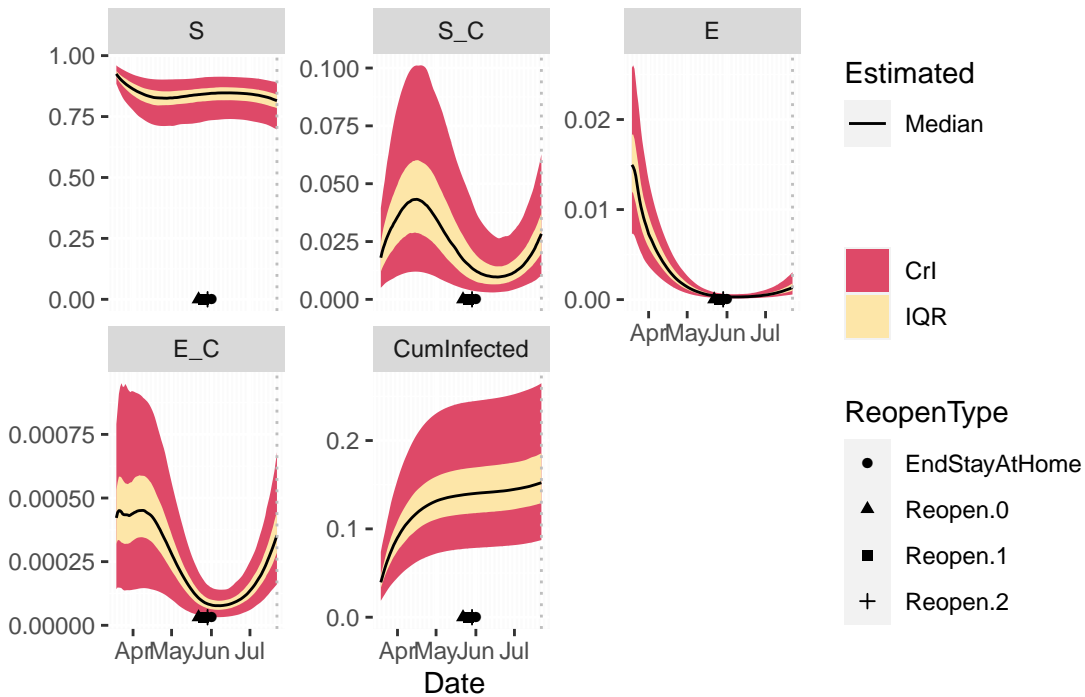 S
S_C
E
1.00
0.75
0.50
0.25
0.00
0.100
0.075
0.050
0.025
0.000
0.02
0.01
0.00
Apr May Jun Jul
E_C
CumInfected
0.00075
0.00050
0.00025
0.00000
Apr May Jun Jul
0.2
0.1
0.0
Apr May Jun Jul
Date
Estimated
Median
CrI
IQR
ReopenType
EndStayAtHome
Reopen.0
Reopen.1
Reopen.2